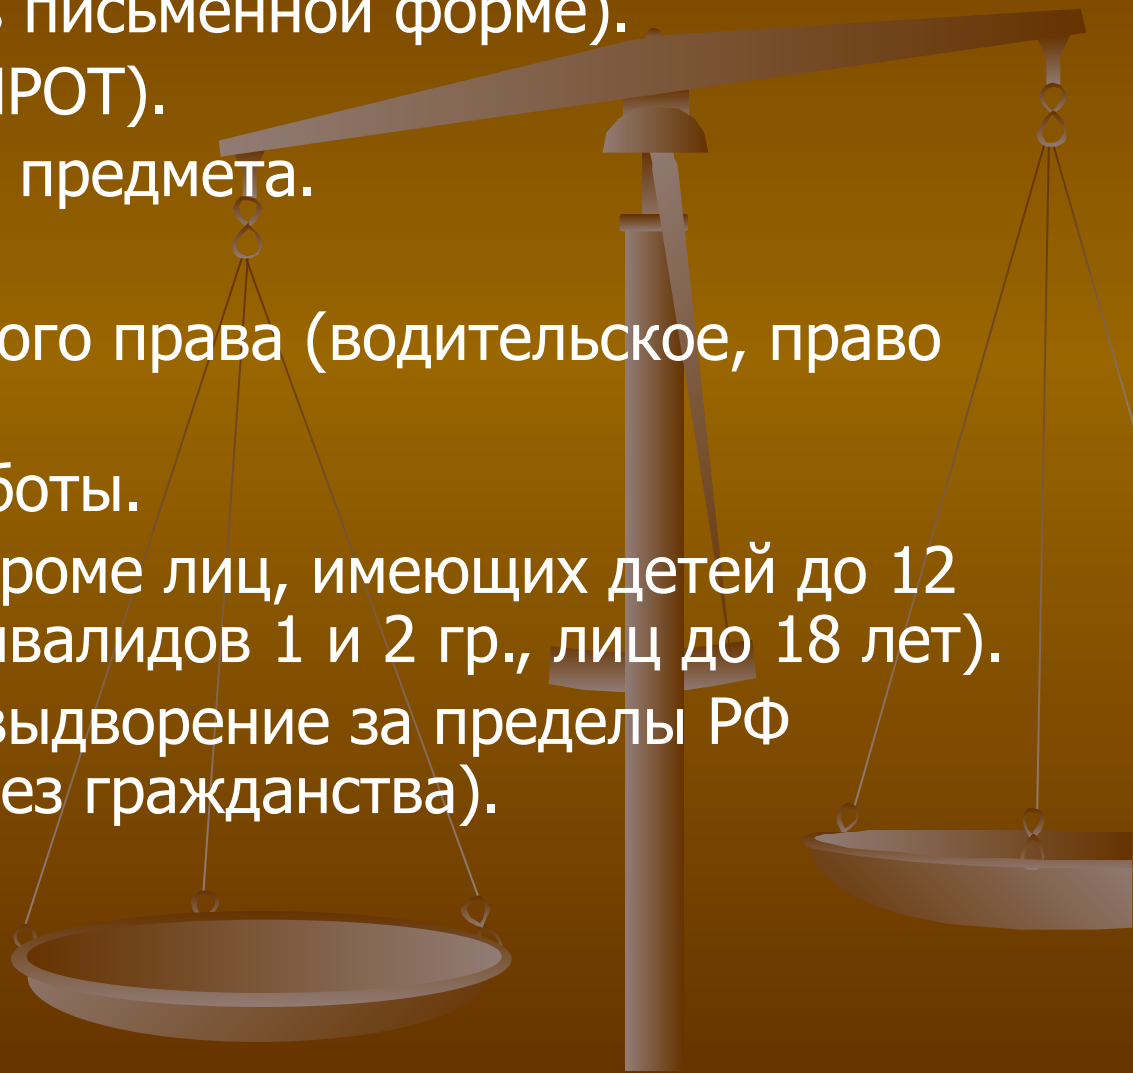 письменной форме).
РОТ).
предмета.
ого права (водительское, право
боты.
роме лиц, имеющих детей до 12
валидов 1 и 2 гр., лиц до 18 лет).
выдворение за пределы РФ
ез гражданства).